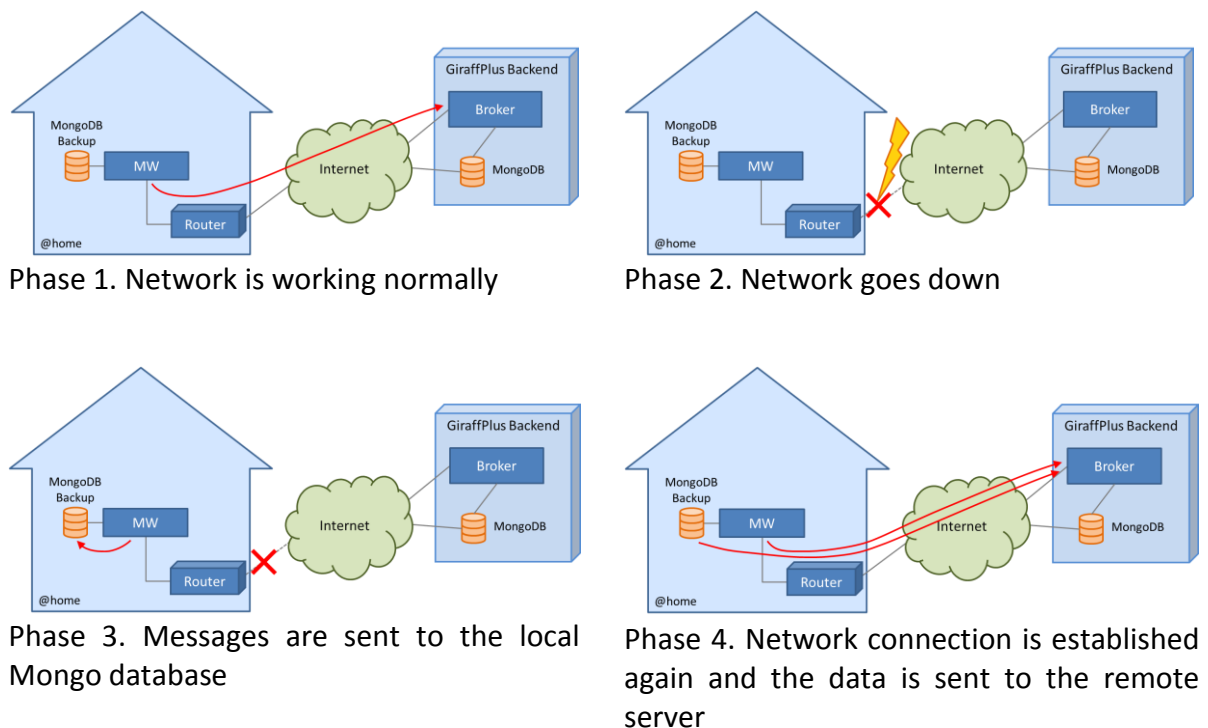 GiraffPlus Backend
Broker
MongoDB
Backup
MW
Internet
MongoDB
Router
@home
Phase 1. Network is working normally
GiraffPlus Backend
Broker
MongoDB
Backup
MW
Internet
MongoDB
Router
@home
Phase 2. Network goes down
GiraffPlus Backend
Broker
MongoDB
Backup
MW
Internet
MongoDB
Router
@home
Phase 3. Messages are sent to the local
Mongo database
GiraffPlus Backend
Broker
MongoDB
Backup
MW
Internet
MongoDB
Router
@home
Phase 4. Network connection is established
again and the data is sent to the remote
server